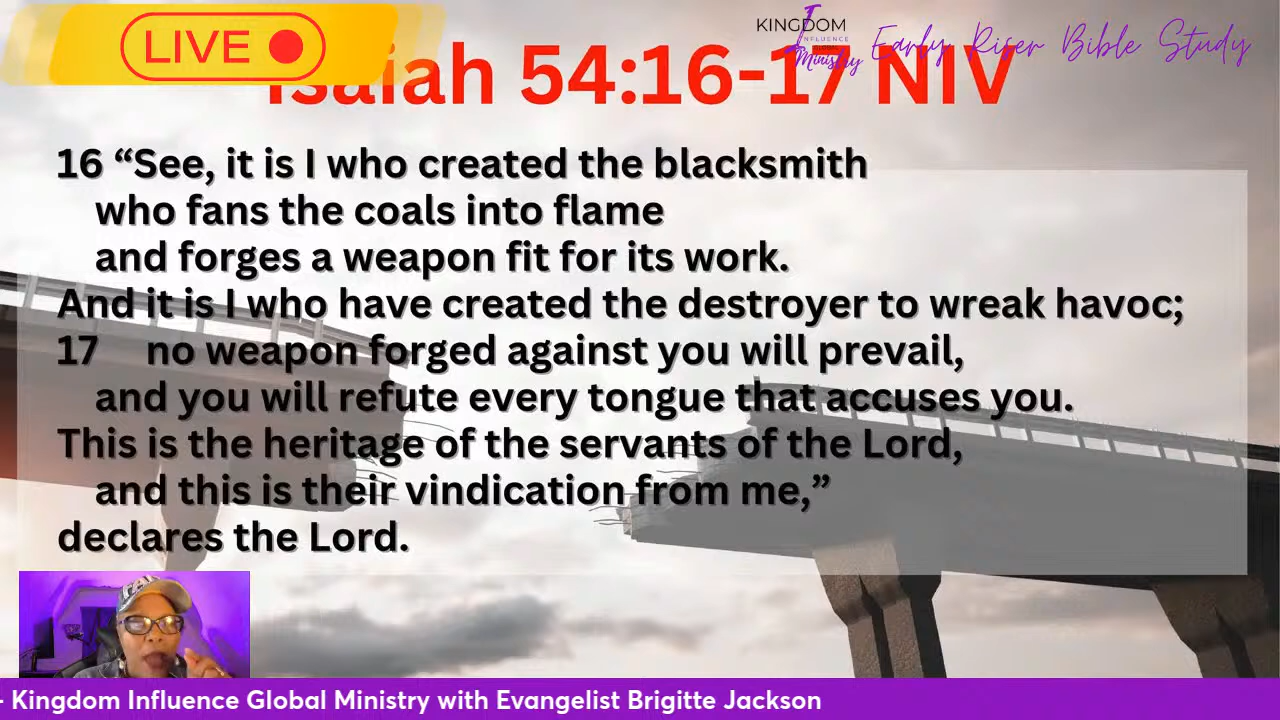 LIVE
KINGDOM
INFLUENCE
GLOBAL
Ministry
Early Riser Bible Study
Isaiah 54:16-17 NIV
16 “See, it is I who created the blacksmith
who fans the coals into flame
and forges a weapon fit for its work.
And it is I who have created the destroyer to wreak havoc;
17 no weapon forged against you will prevail,
and you will refute every tongue that accuses you.
This is the heritage of the servants of the Lord,
and this is their vindication from me,”
declares the Lord.
- Kingdom Influence Global Ministry with Evangelist Brigitte Jackson